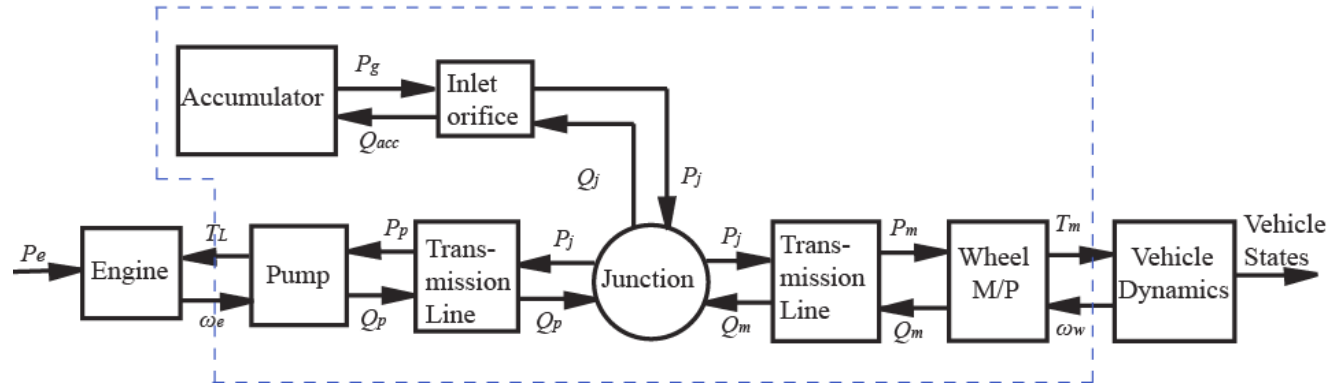 Accumulator
Pg
Qacc
Inlet
orifice
Qj
Pj
Pe
Engine
TL
ωe
Pump
Pp
Qp
Trans-
mission
Line
Pj
Qp
Junction
Pj
Qm
Trans-
mission
Line
Pm
Qm
Wheel
M/P
Tm
ωw
Vehicle
Dynamics
Vehicle
States